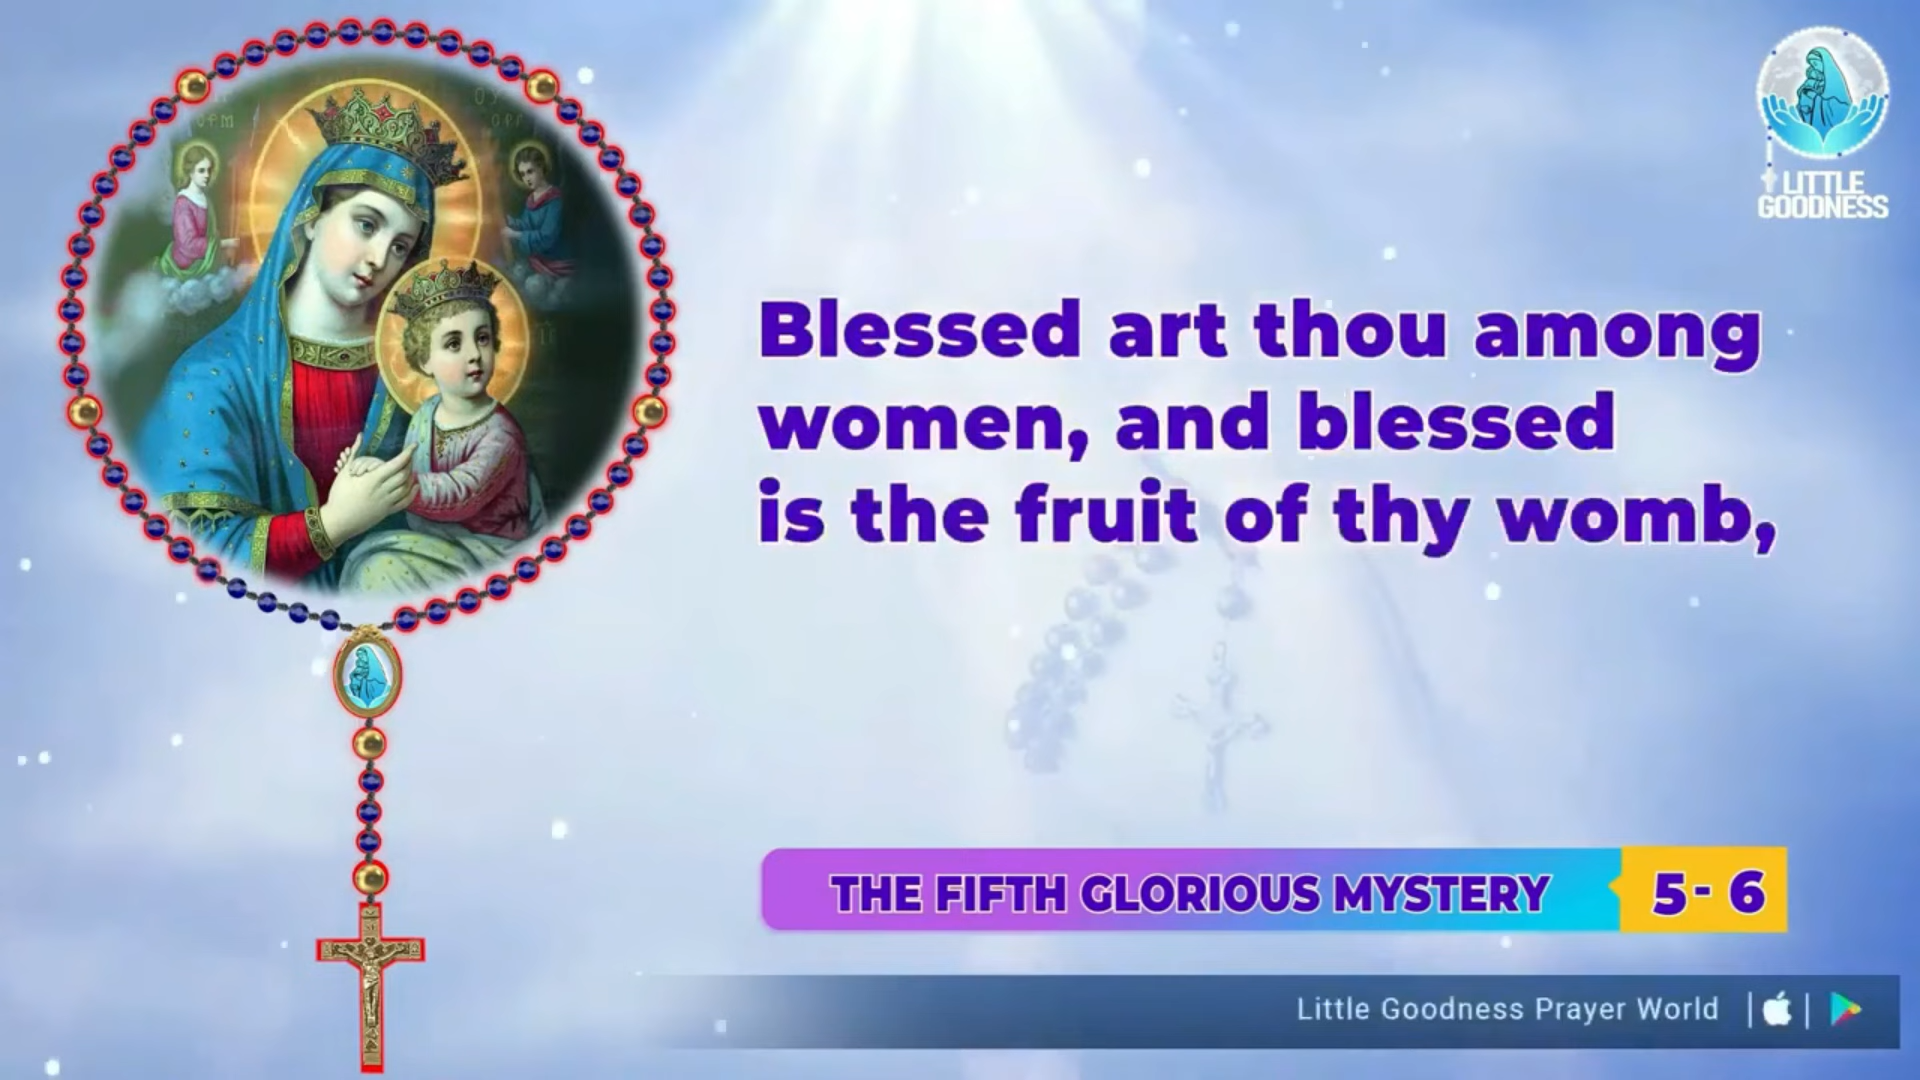 LITTLE
GOODNESS
Blessed art thou among
women, and blessed
is the fruit of thy womb,
THE FIFTH GLORIOUS MYSTERY 5- 6
Little Goodness Prayer World